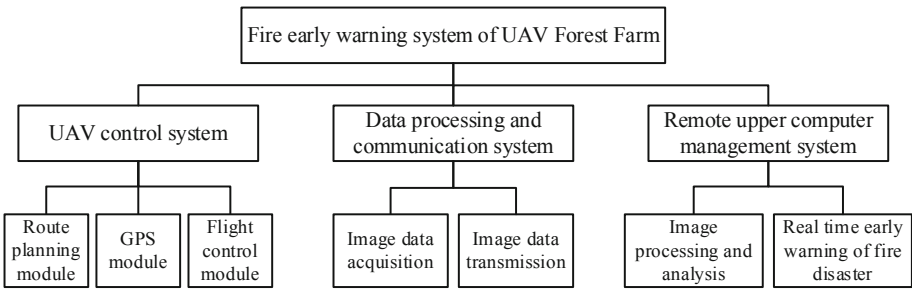 Fire early warning system of UAV Forest Farm
UAV control system
Data processing and
communication system
Remote upper computer
management system
Route
planning
module
GPS
module
Flight
control
module
Image data
acquisition
Image data
transmission
Image
processing and
analysis
Real time early
warning of fire
disaster